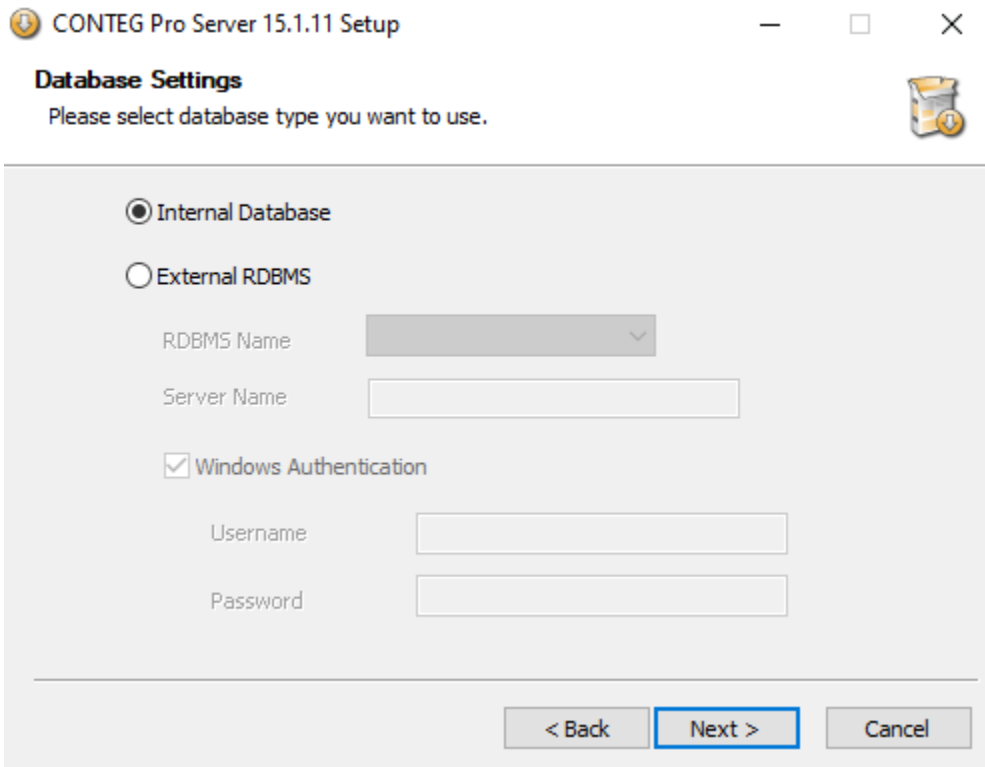 CONTEG Pro Server 15.1.11 Setup
Database Settings
Please select database type you want to use.
Internal Database
External RDBMS
RDBMS Name
Server Name
Windows Authentication
Username
Password
< Back Next > Cancel